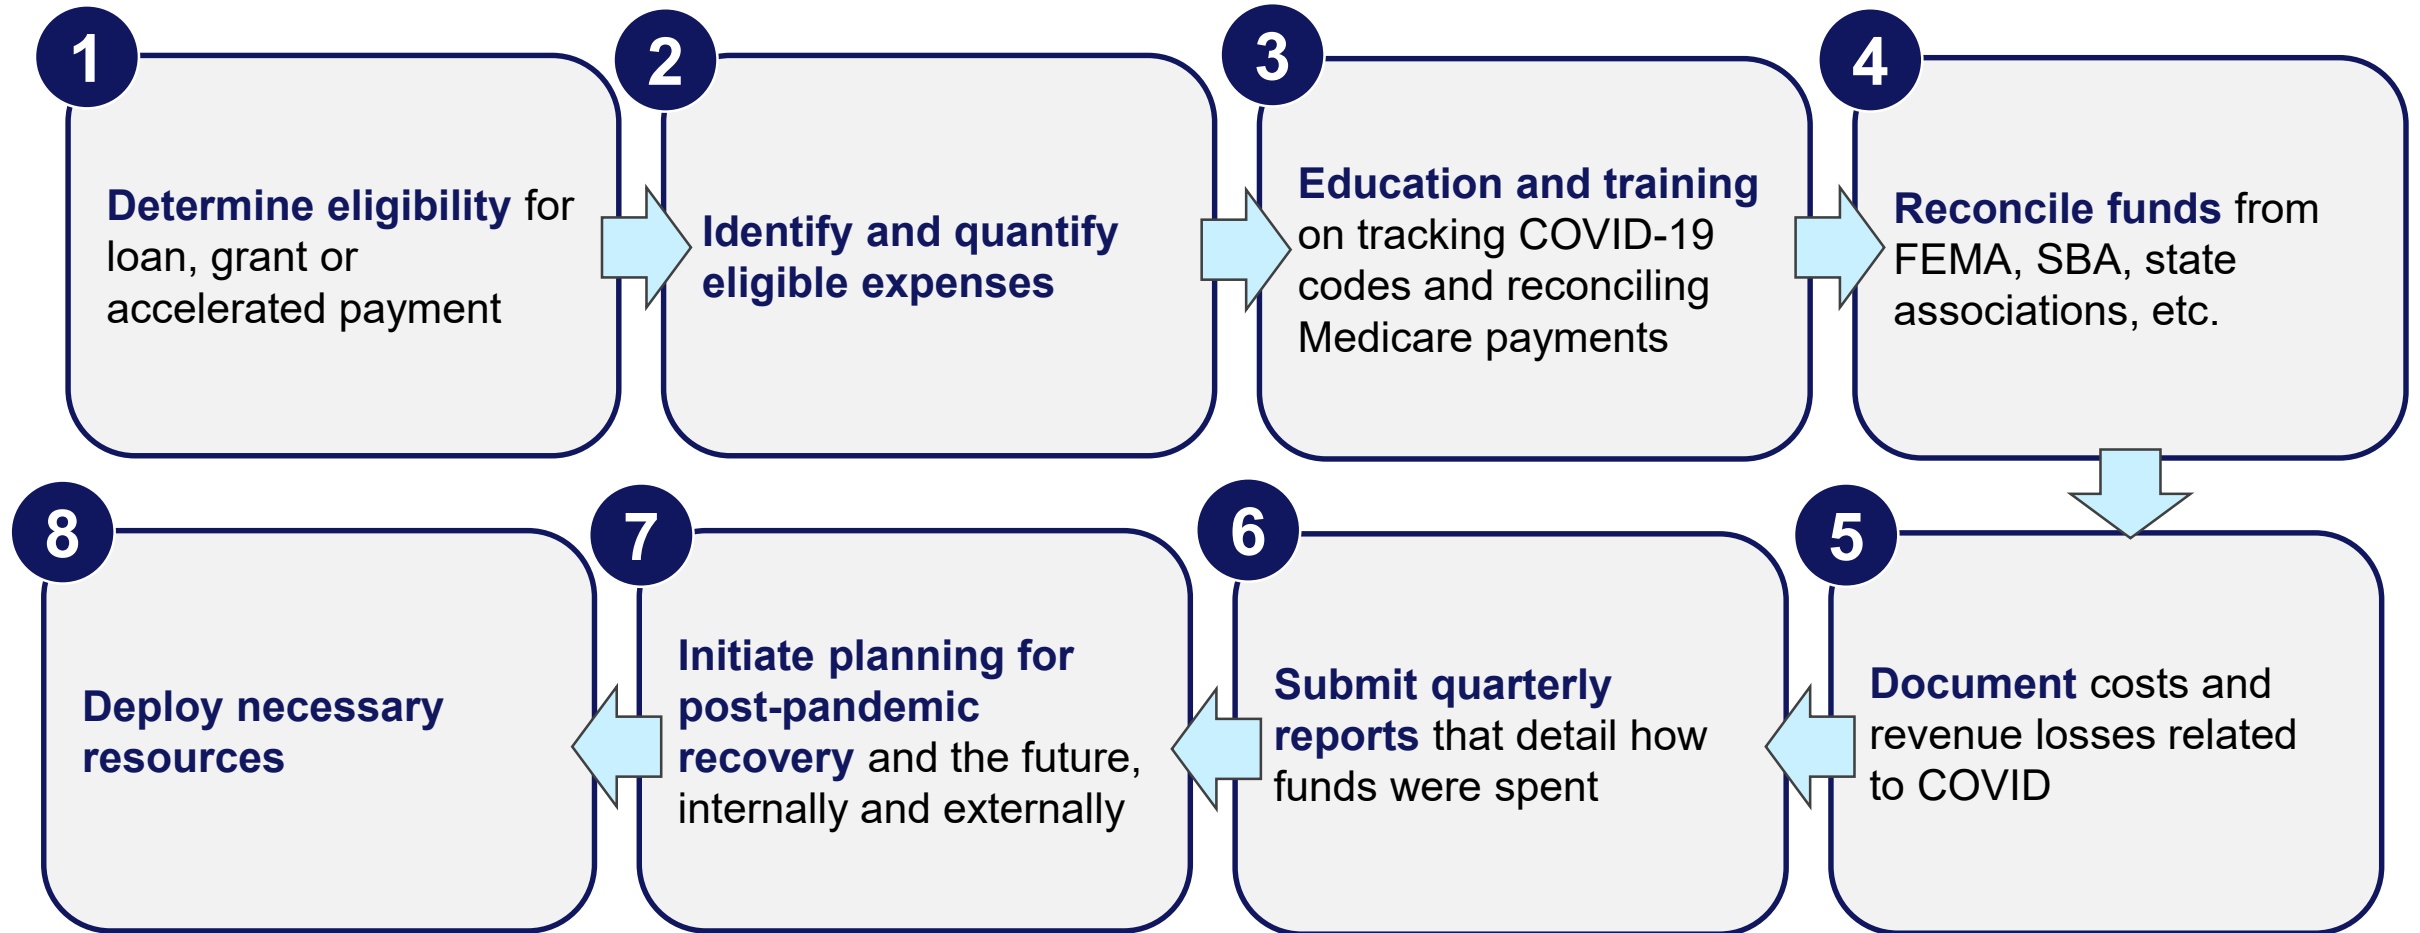 1
Determine eligibility for
loan, grant or
accelerated payment
2
Identify and quantify
eligible expenses
3
Education and training
on tracking COVID-19
codes and reconciling
Medicare payments
4
Reconcile funds from
FEMA, SBA, state
associations, etc.
5
Document costs and
revenue losses related
to COVID
6
Submit quarterly
reports that detail how
funds were spent
7
Initiate planning for
post-pandemic
recovery and the future,
internally and externally
8
Deploy necessary
resources